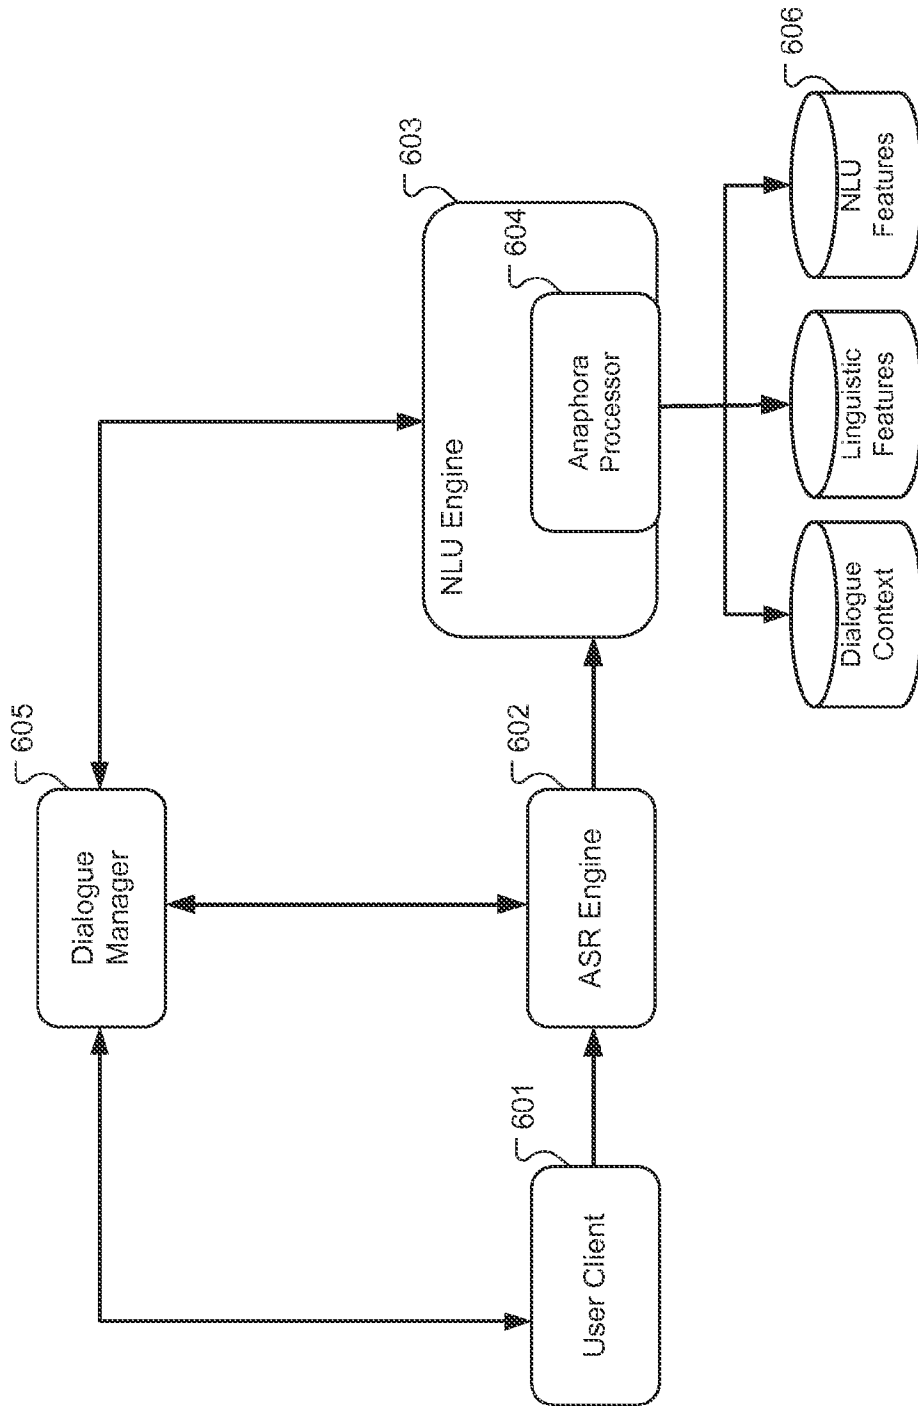 605
Dialogue
Manager
603
NLU Engine
604
Anaphora
Processor
601
User Client
602
ASR Engine
606
Dialogue
Context
Linguistic
Features
NLU
Features